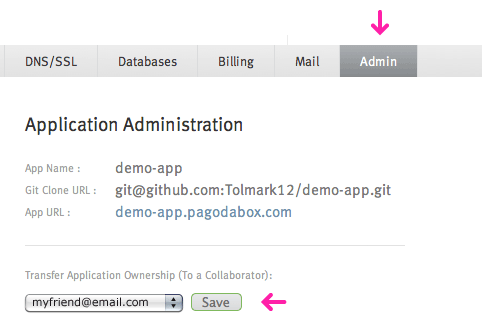 DNS/SSL Databases Billing Mail Admin
Application Administration
App Name : demo-app
Git Clone URL : git@github.com:Tolmark12/demo-app.git
App URL : demo-app.pagodabox.com
Transfer Application Ownership (To a Collaborator):
myfriend@email.com Save